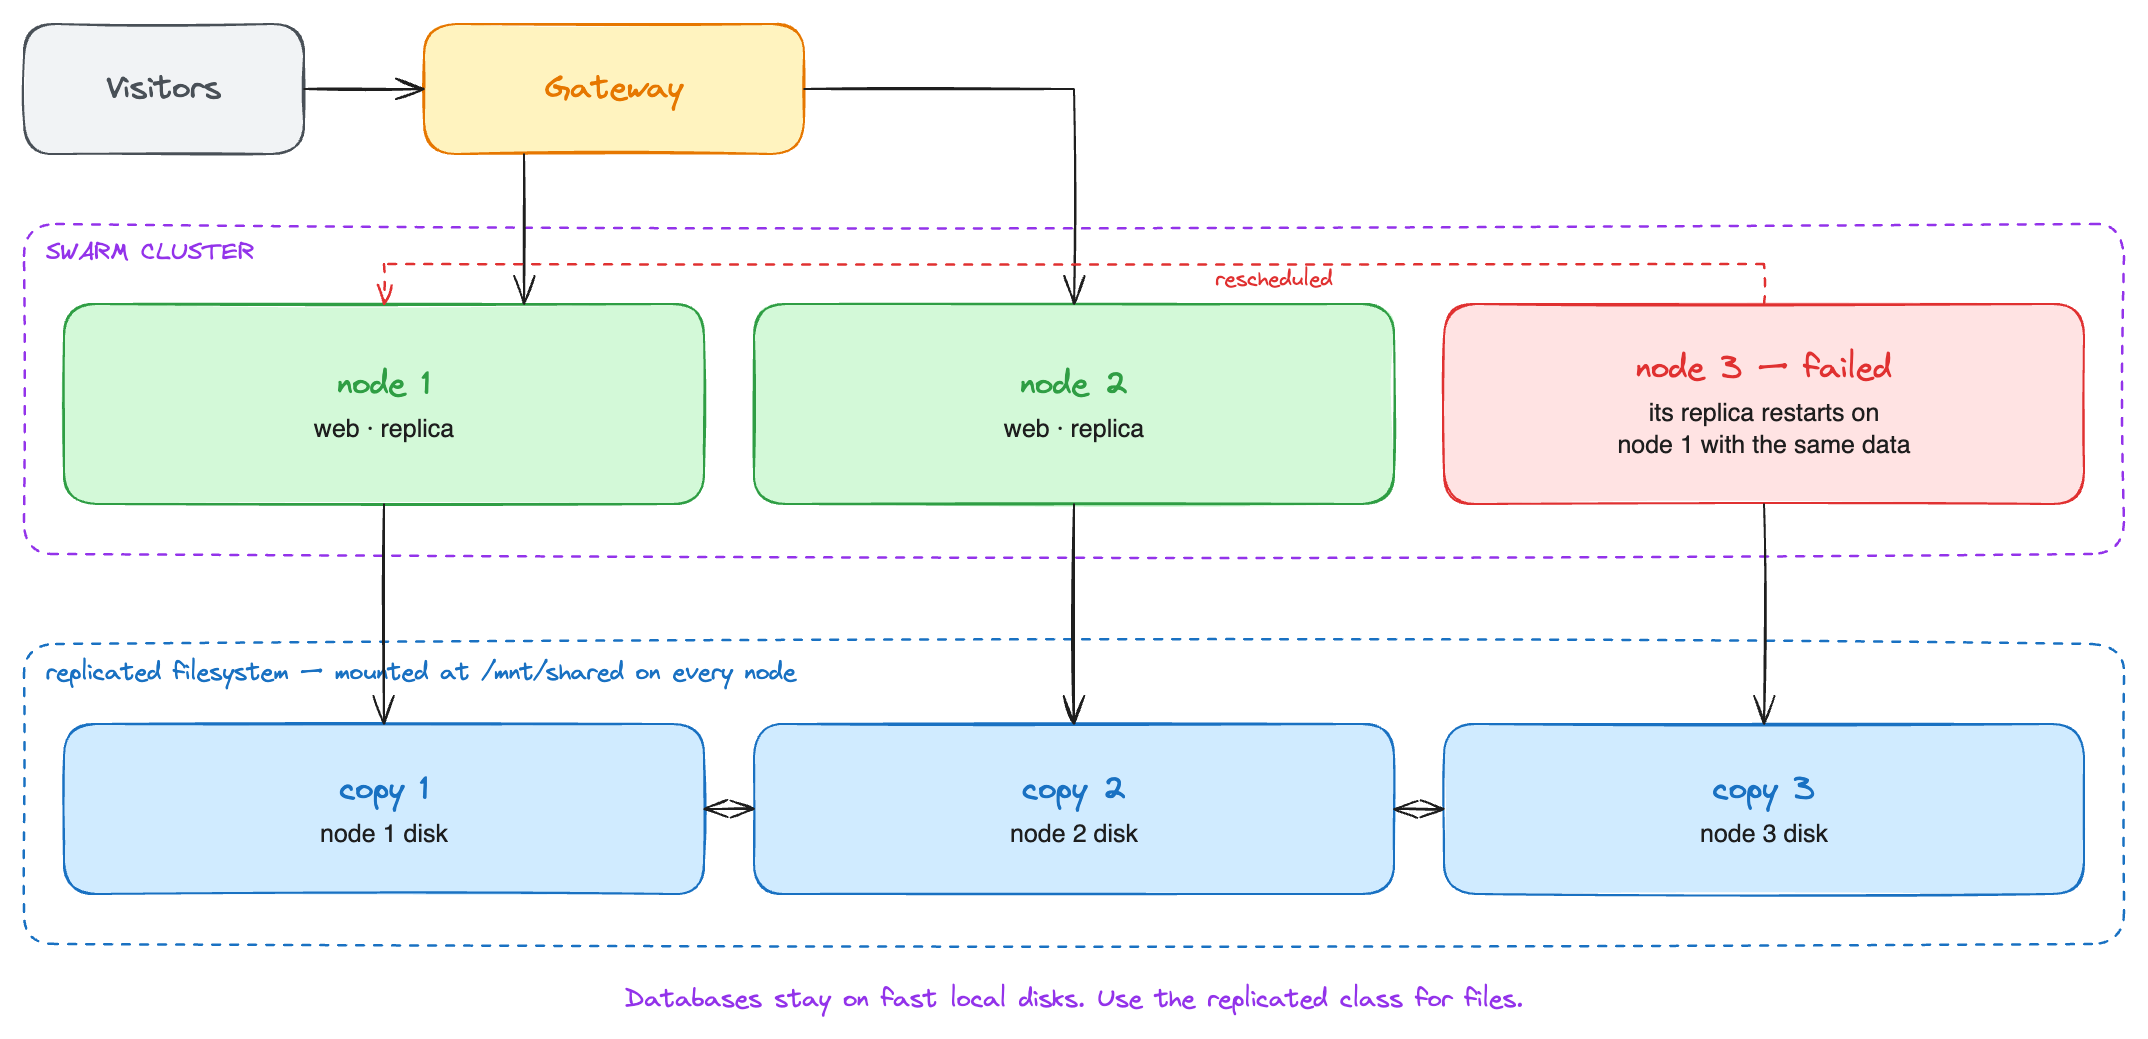 Visitors
Gateway
SWARM CLUSTER
rescheduled
node 1
web · replica
node 2
web · replica
node 3 — failed
its replica restarts on
node 1 with the same data
replicated filesystem — mounted at /mnt/shared on every node
copy 1
node 1 disk
copy 2
node 2 disk
copy 3
node 3 disk
Databases stay on fast local disks. Use the replicated class for files.